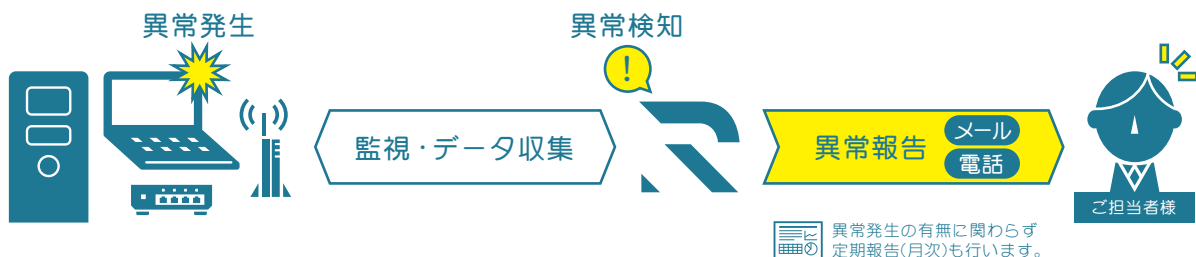 異常発生
異常検知
!
監視・データ収集
異常報告
メール
電話
ご担当者様
異常発生の有無に関わらず
定期報告(月次)も行います。